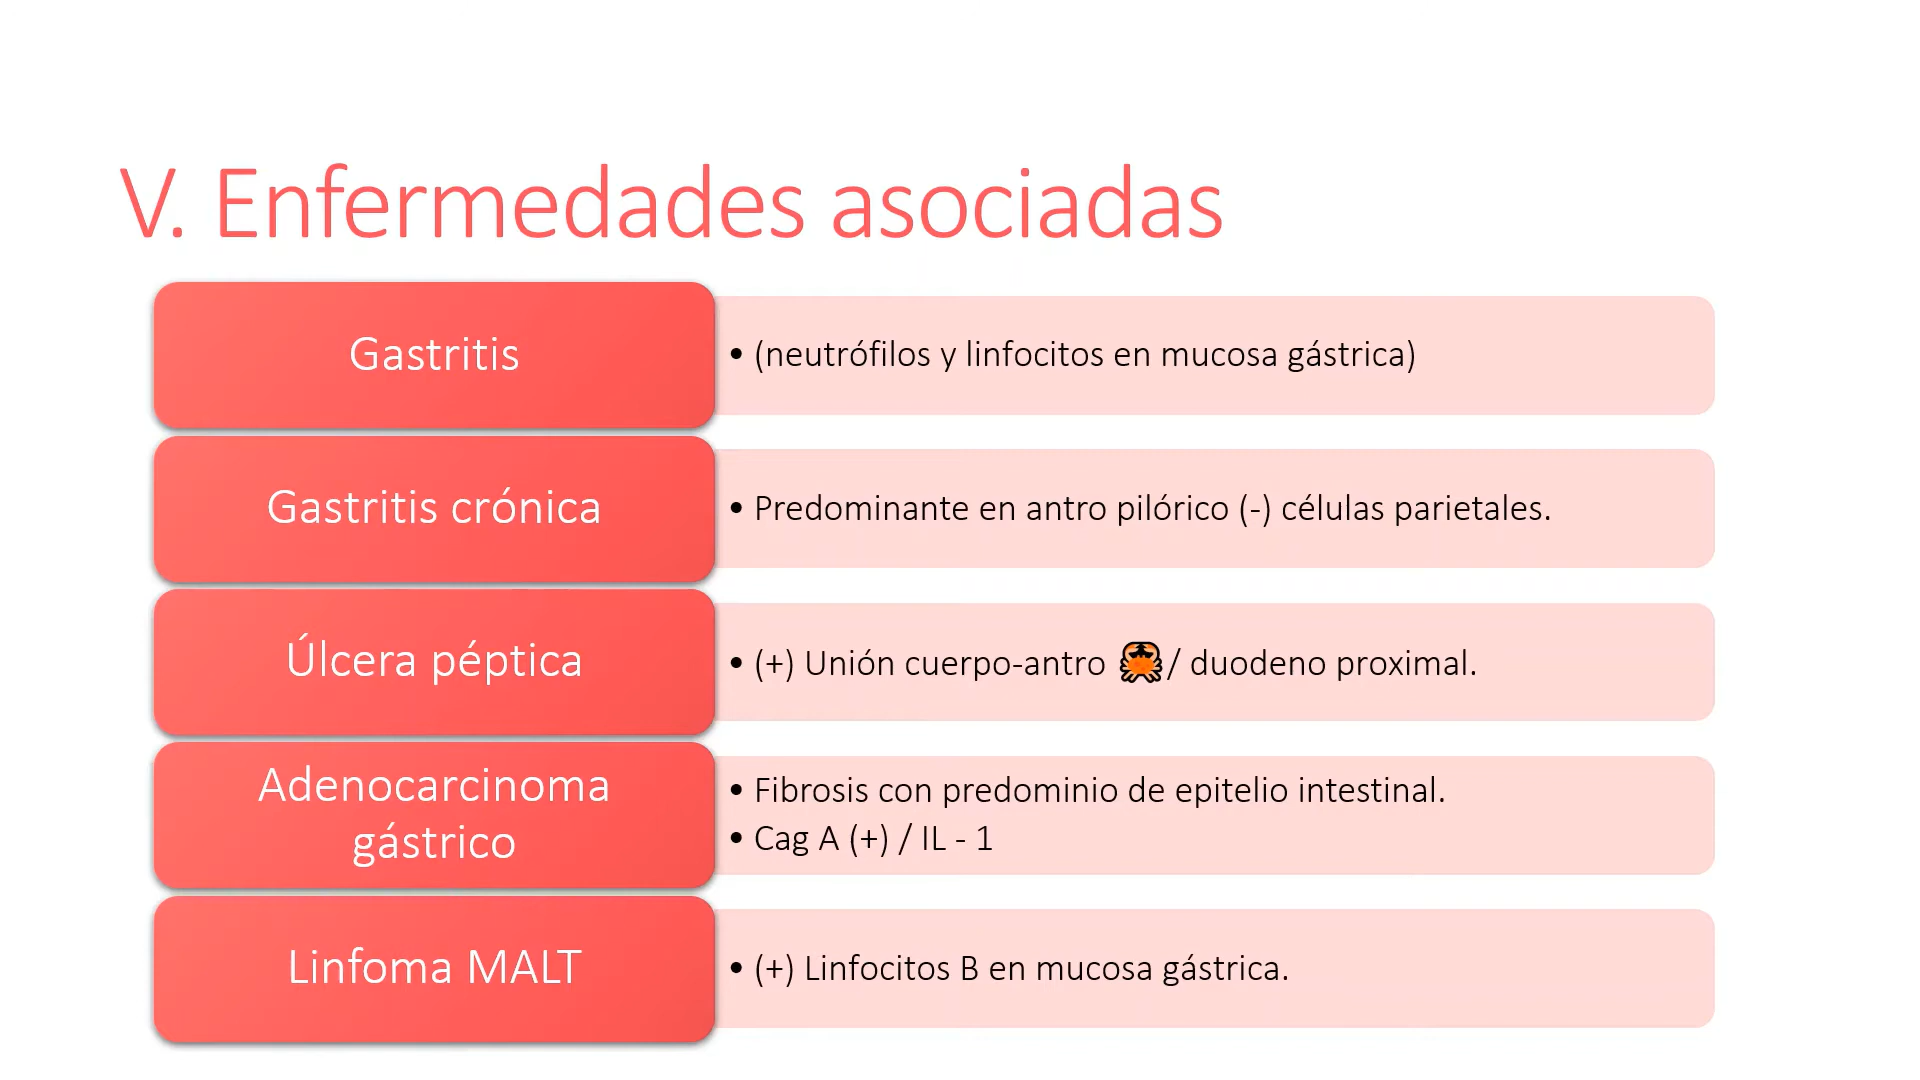 V. Enfermedades asociadas
Gastritis
• (neutrófilos y linfocitos en mucosa gástrica)
Gastritis crónica
• Predominante en antro pilórico (-) células parietales.
Úlcera péptica
• (+) Unión cuerpo-antro 🦀/ duodeno proximal.
Adenocarcinoma
gástrico
• Fibrosis con predominio de epitelio intestinal.
• Cag A (+) / IL - 1
Linfoma MALT
• (+) Linfocitos B en mucosa gástrica.